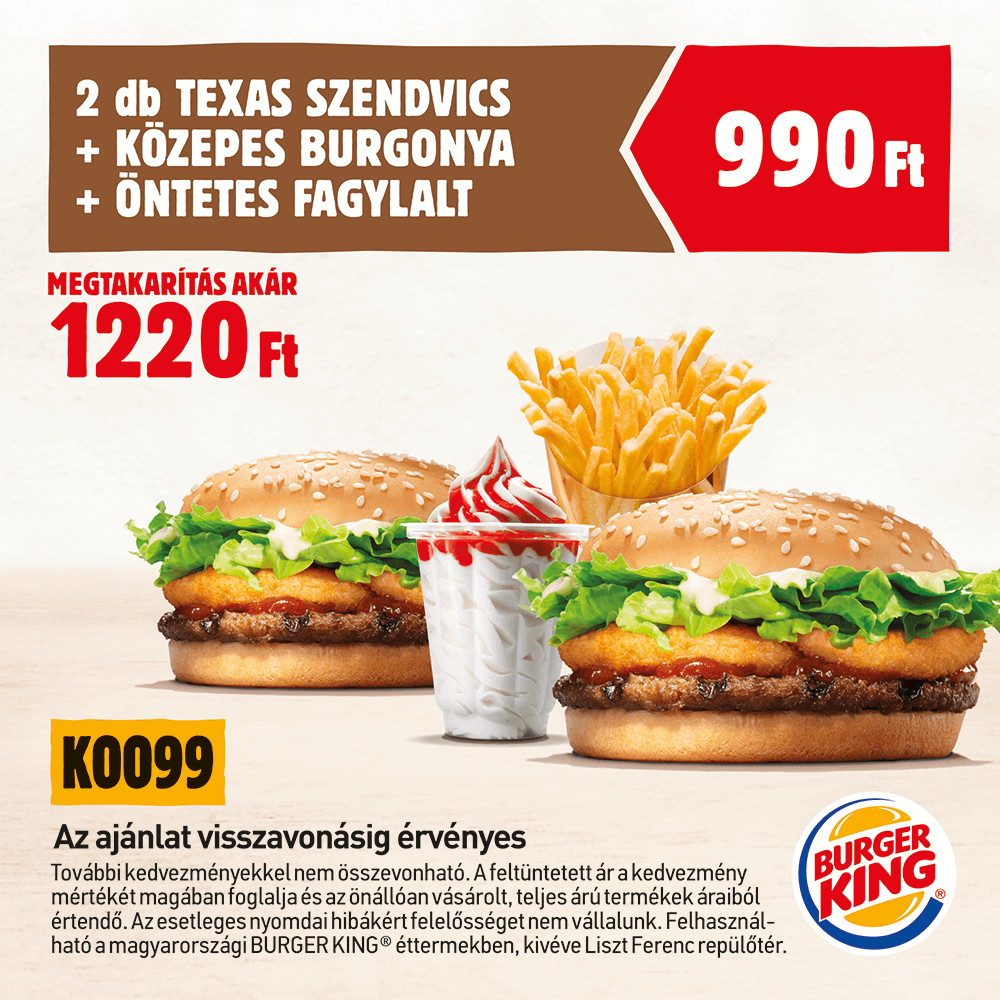 2 db TEXAS SZENDVICS
+ KÖZEPES BURGONYA
+ ÖNTETES FAGYLALT
990 Ft
MEGTAKARÍTÁS AKÁR
1220 Ft
K0099
Az ajánlat visszavonásig érvényes
További kedvezményekkel nem összevonható. A feltüntetett ár a kedvezmény
mértékét magában foglalja és az önállóan vásárolt, teljes árú termékek áraiból
értendő. Az esetleges nyomdai hibákért felelősséget nem vállalunk. Felhasznál-
ható a magyarországi BURGER KING® éttermekben, kivéve Liszt Ferenc repülőtér.
BURGER
KING®